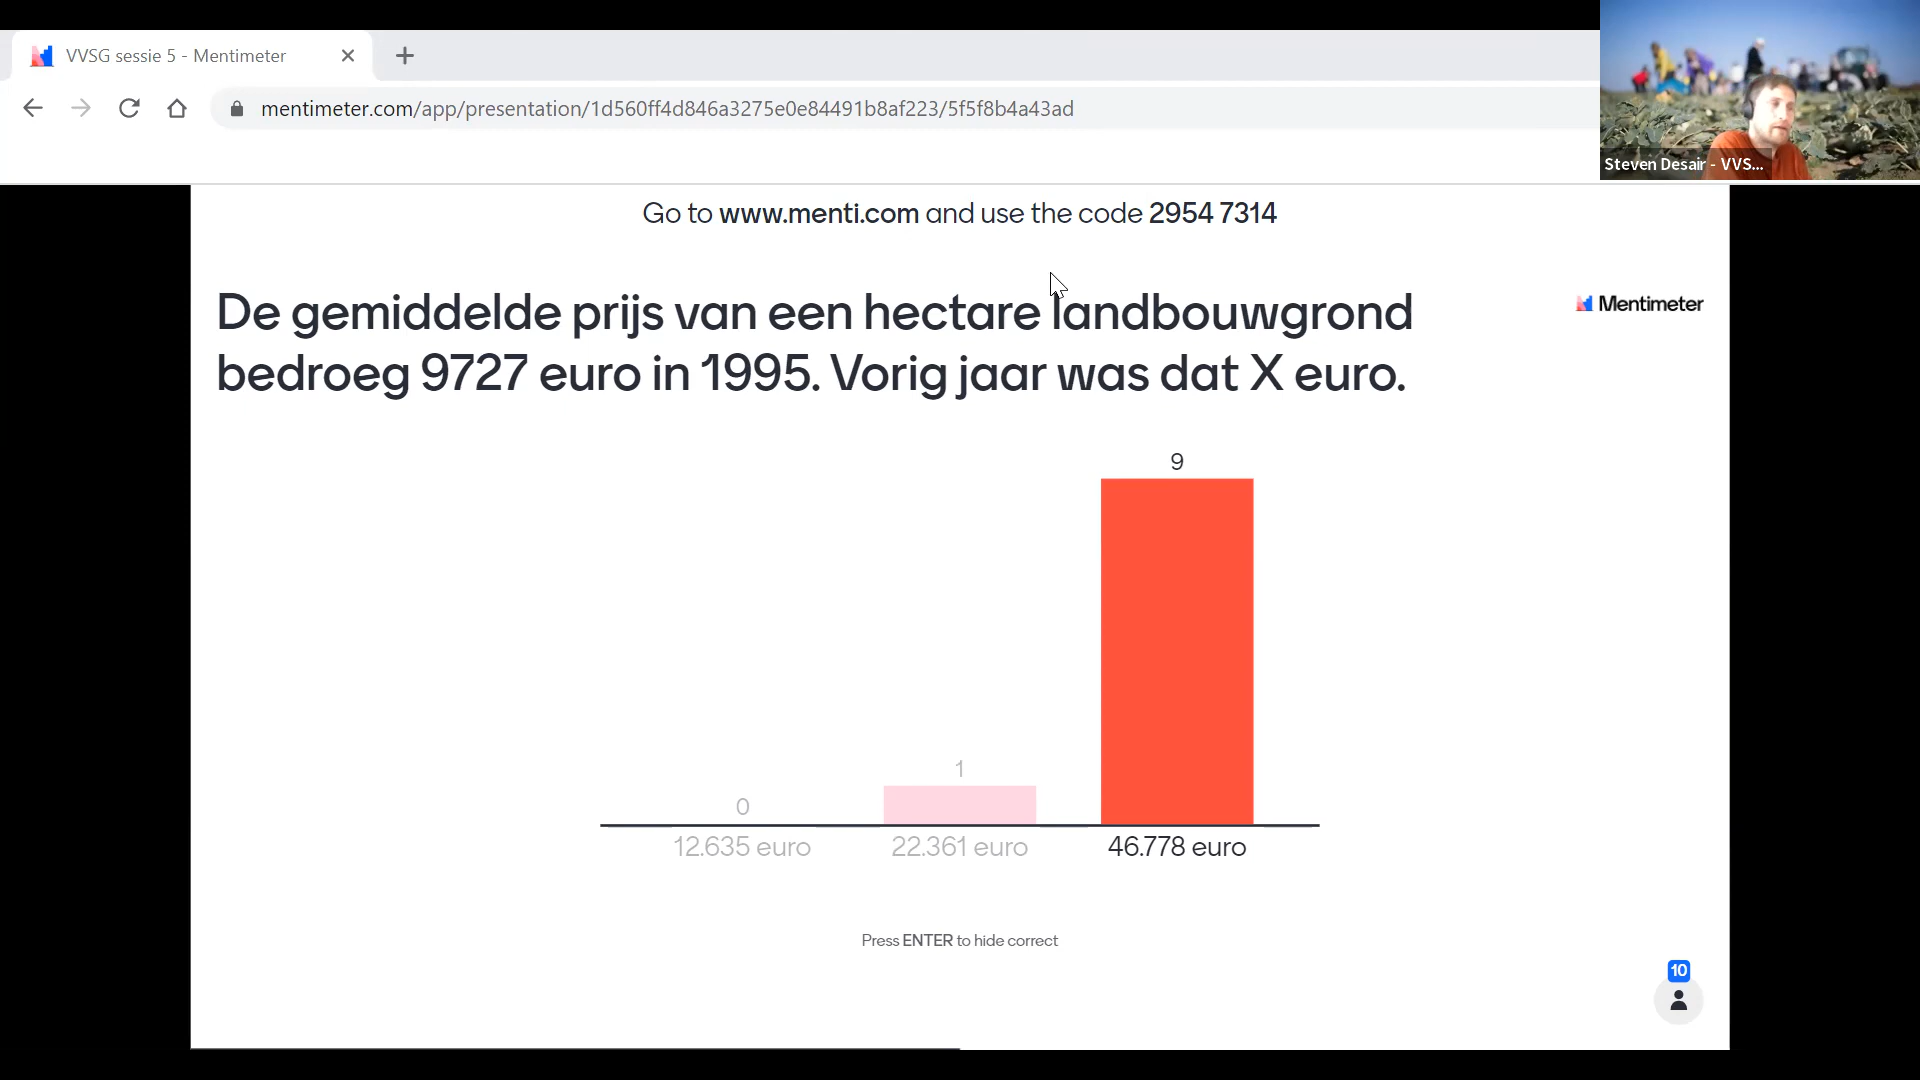 VVSG sessie 5 - Mentimeter
mentimeter.com/app/presentation/1d560ff4d846a3275e0e84491b8af223/5f5f8b4a43ad
Steven Desair - VVS...
Go to www.menti.com and use the code 2954 7314
De gemiddelde prijs van een hectare landbouwgrond
bedroeg 9727 euro in 1995. Vorig jaar was dat X euro.
Mentimeter
9
1
0
12.635 euro
22.361 euro
46.778 euro
Press ENTER to hide correct
10